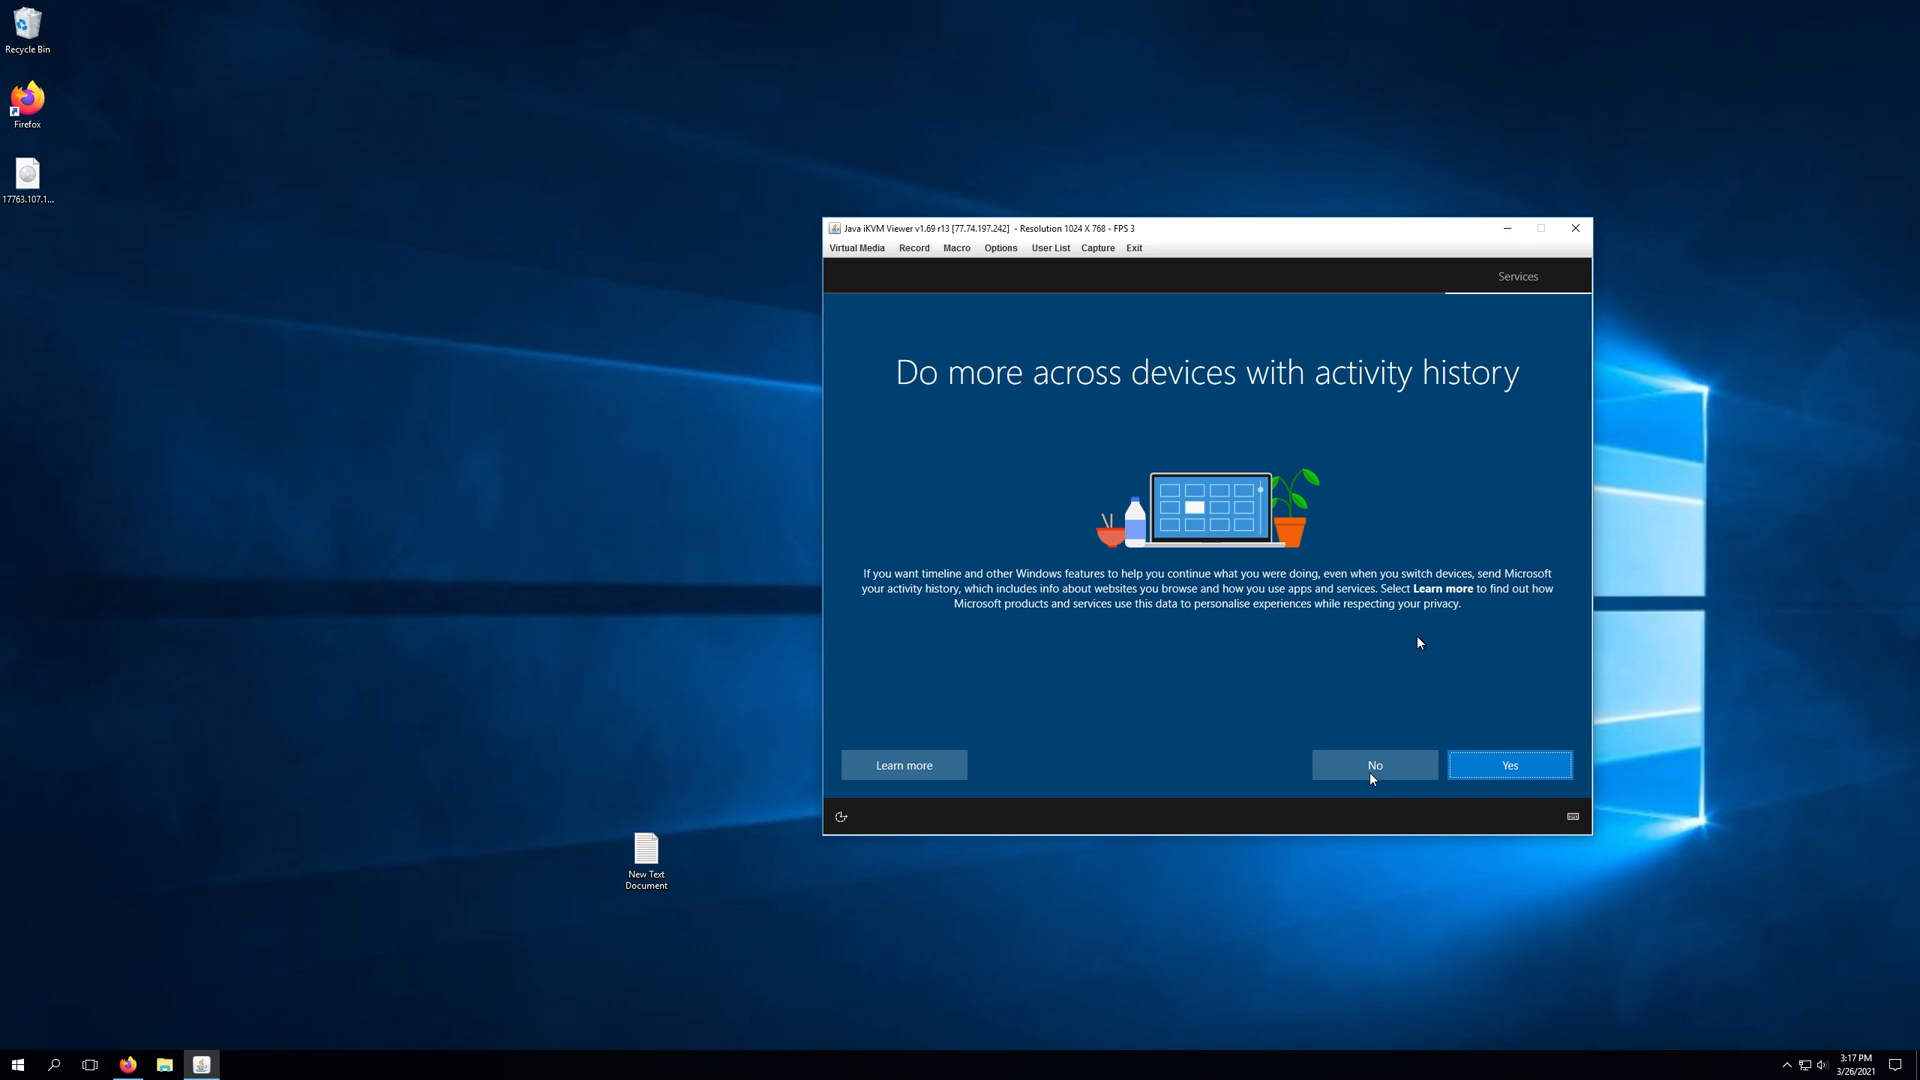 Recycle Bin
Firefox
17763.107.1...
Java iKVM Viewer v1.69 r13 [77.74.197.242] - Resolution 1024 X 768 - FPS 3
Virtual Media Record Macro Options User List Capture Exit
Services
Do more across devices with activity history
If you want timeline and other Windows features to help you continue what you were doing, even when you switch devices, send Microsoft
your activity history, which includes info about websites you browse and how you use apps and services. Select Learn more to find out how
Microsoft products and services use this data to personalise experiences while respecting your privacy.
Learn more
No
Yes
New Text
Document
3:17 PM
3/26/2021